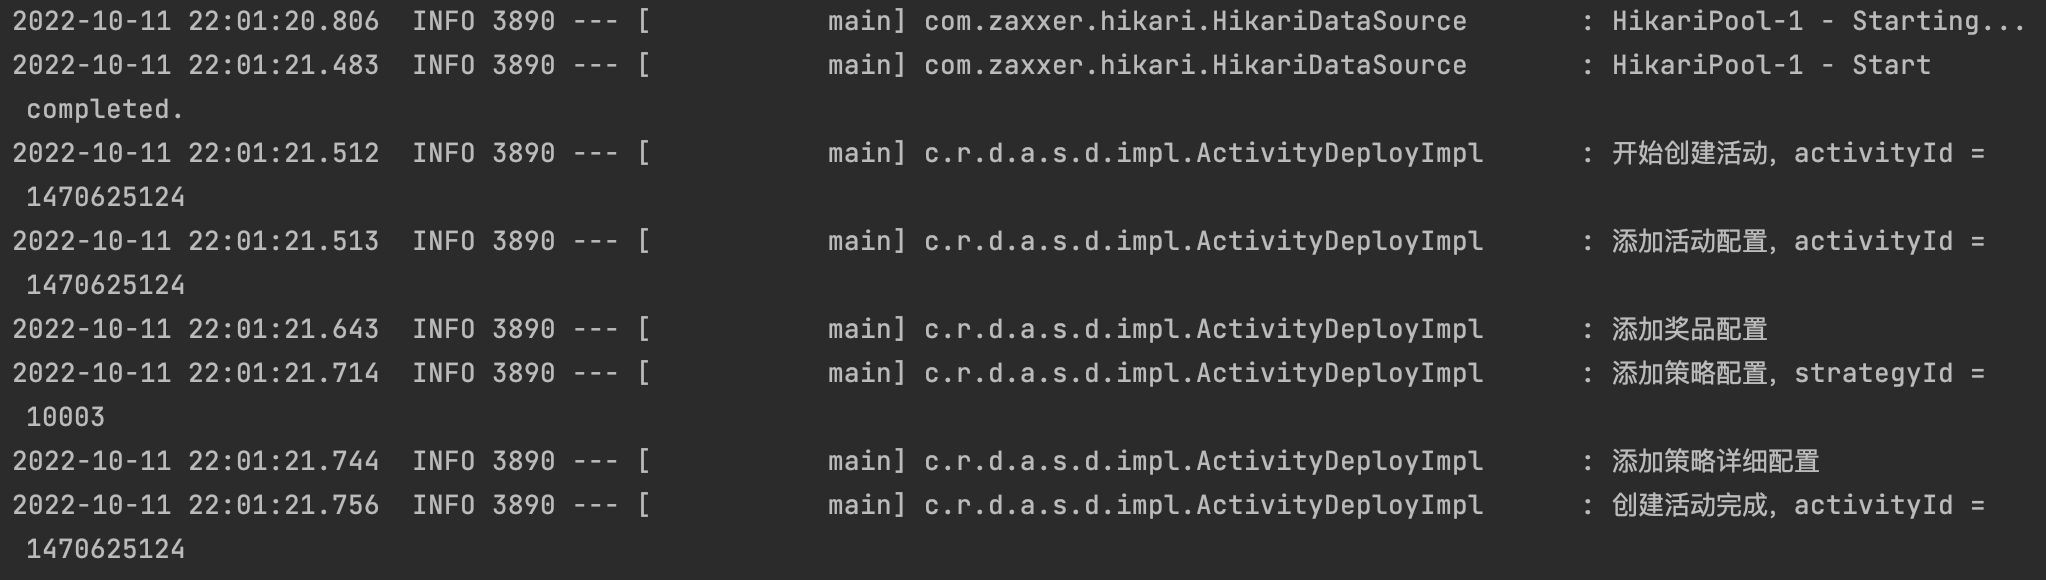 2022-10-11 22:01:20.806  INFO 3890 --- [           main] com.zaxxer.hikari.HikariDataSource       : HikariPool-1 - Starting...
2022-10-11 22:01:21.483  INFO 3890 --- [           main] com.zaxxer.hikari.HikariDataSource       : HikariPool-1 - Start
 completed.
2022-10-11 22:01:21.512  INFO 3890 --- [           main] c.r.d.a.s.d.impl.ActivityDeployImpl      : 开始创建活动，activityId =
 1470625124
2022-10-11 22:01:21.513  INFO 3890 --- [           main] c.r.d.a.s.d.impl.ActivityDeployImpl      : 添加活动配置，activityId =
 1470625124
2022-10-11 22:01:21.643  INFO 3890 --- [           main] c.r.d.a.s.d.impl.ActivityDeployImpl      : 添加奖品配置
2022-10-11 22:01:21.714  INFO 3890 --- [           main] c.r.d.a.s.d.impl.ActivityDeployImpl      : 添加策略配置，strategyId =
 10003
2022-10-11 22:01:21.744  INFO 3890 --- [           main] c.r.d.a.s.d.impl.ActivityDeployImpl      : 添加策略详细配置
2022-10-11 22:01:21.756  INFO 3890 --- [           main] c.r.d.a.s.d.impl.ActivityDeployImpl      : 创建活动完成，activityId =
 1470625124